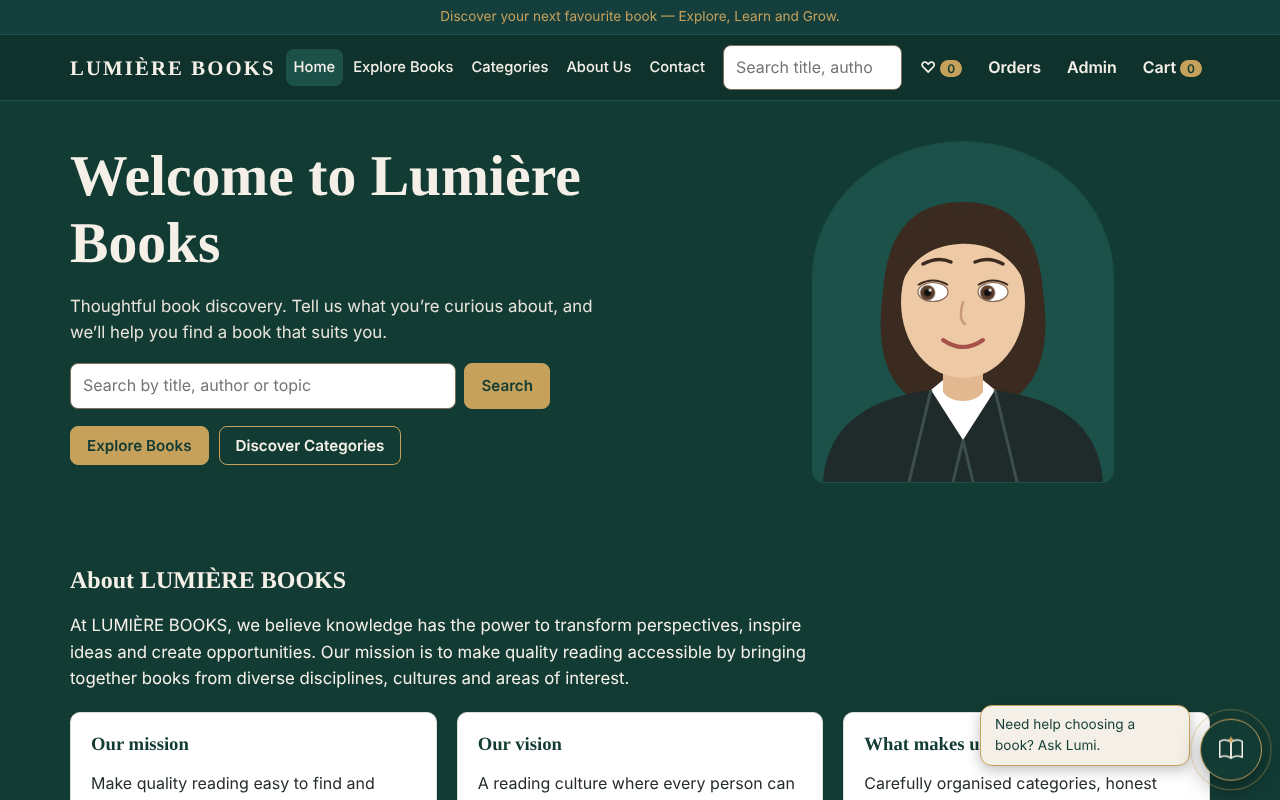 Discover your next favourite book — Explore, Learn and Grow.
LUMIÈRE BOOKS Home Explore Books Categories About Us Contact Search title, autho ♡ 0 Orders Admin Cart 0
Welcome to Lumière
Books
Thoughtful book discovery. Tell us what you’re curious about, and
we’ll help you find a book that suits you.
Search by title, author or topic Search
Explore Books Discover Categories
About LUMIÈRE BOOKS
At LUMIÈRE BOOKS, we believe knowledge has the power to transform perspectives, inspire
ideas and create opportunities. Our mission is to make quality reading accessible by bringing
together books from diverse disciplines, cultures and areas of interest.
Our mission
Make quality reading easy to find and
Our vision
A reading culture where every person can
What makes u
Carefully organised categories, honest
Need help choosing a
book? Ask Lumi.